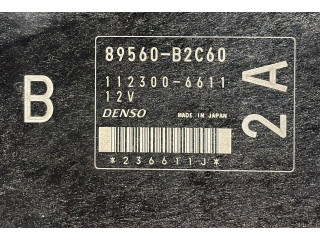 89560-B2C60
112300-6611
12V
DENSO MADE IN JAPAN
*236611J*
2A
B